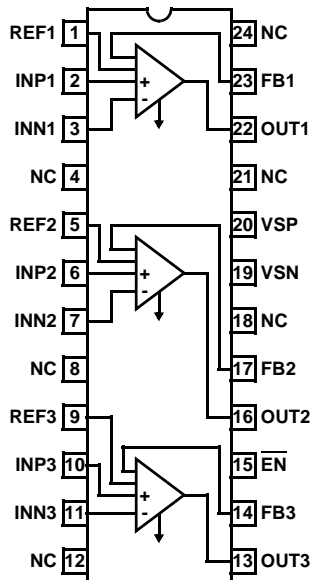 REF1 1 24 NC
INP1 2 + 23 FB1
INN1 3 - 22 OUT1
NC 4 21 NC
REF2 5 20 VSP
INP2 6 + 19 VSN
INN2 7 - 18 NC
NC 8 17 FB2
REF3 9 16 OUT2
INP3 10 15 E̅N̅
INN3 11 + - 14 FB3
NC 12 13 OUT3